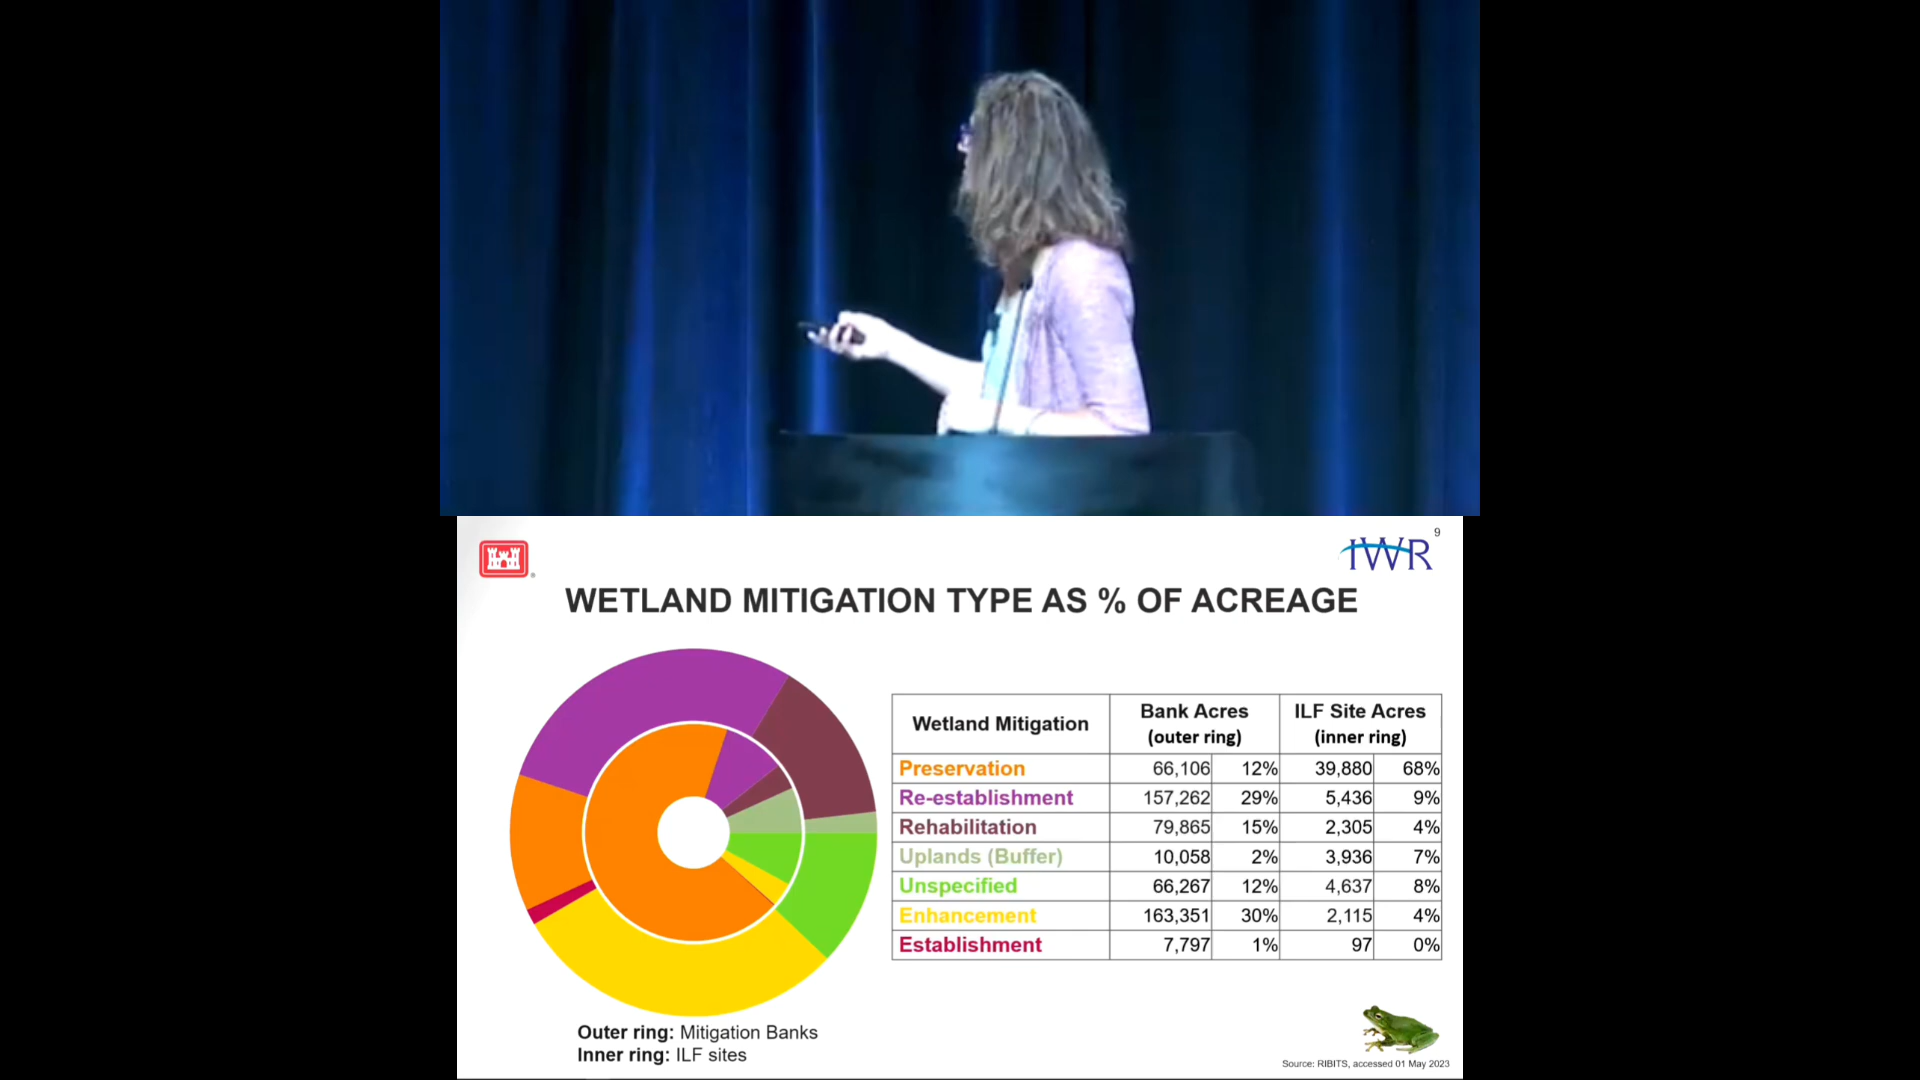 IWR
9
WETLAND MITIGATION TYPE AS % OF ACREAGE
Wetland Mitigation
Bank Acres
(outer ring)
ILF Site Acres
(inner ring)
Preservation 66,106 12% 39,880 68%
Re-establishment 157,262 29% 5,436 9%
Rehabilitation 79,865 15% 2,305 4%
Uplands (Buffer) 10,058 2% 3,936 7%
Unspecified 66,267 12% 4,637 8%
Enhancement 163,351 30% 2,115 4%
Establishment 7,797 1% 97 0%
Outer ring: Mitigation Banks
Inner ring: ILF sites
Source: RIBITS, accessed 01 May 2023